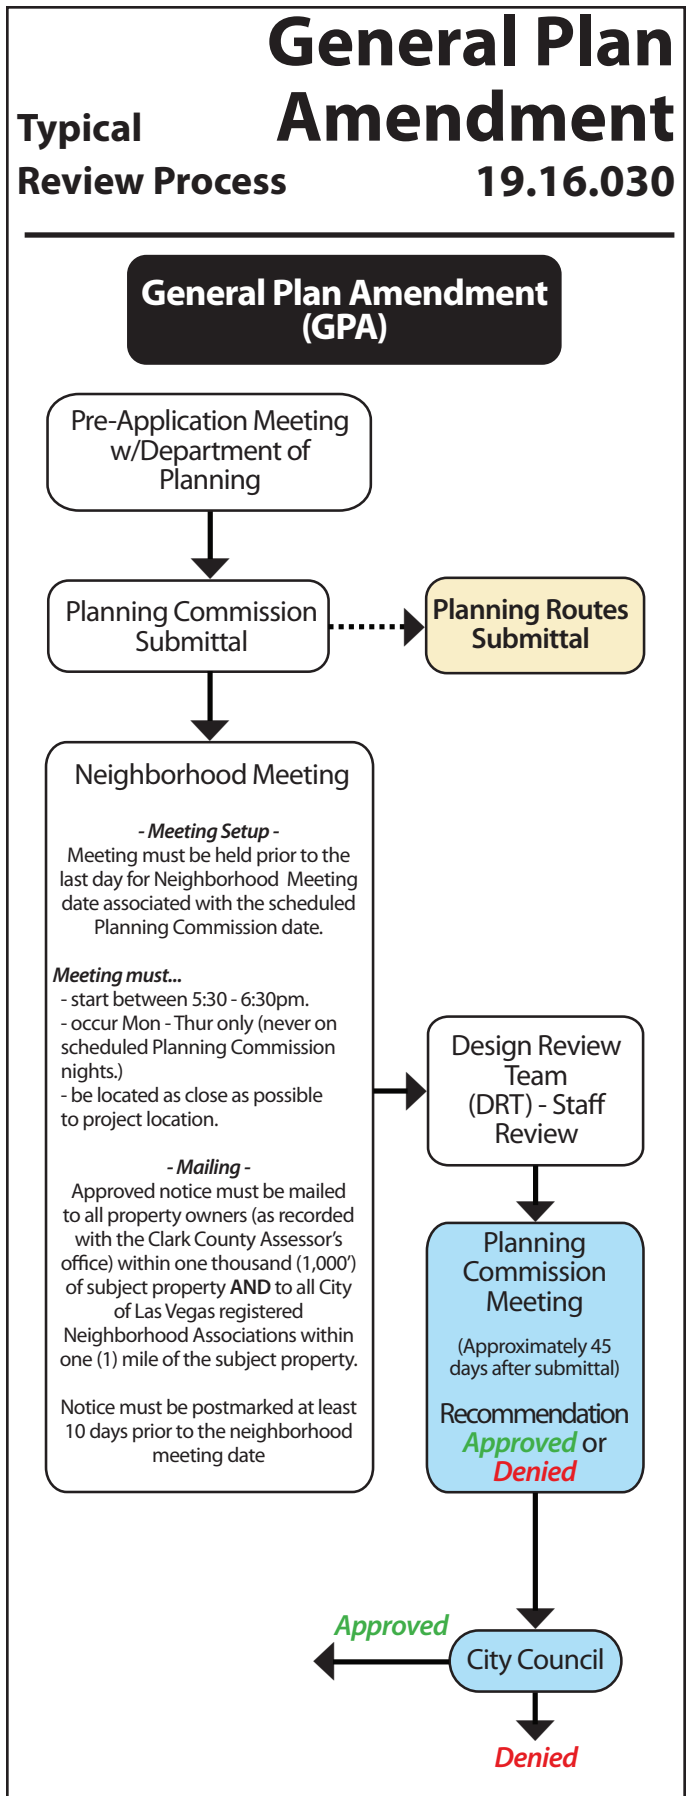 General Plan
Amendment
Typical
Review Process
19.16.030
General Plan Amendment
(GPA)
Pre-Application Meeting
w/Department of
Planning
Planning Commission
Submittal
Planning Routes
Submittal
Neighborhood Meeting
- Meeting Setup -
Meeting must be held prior to the
last day for Neighborhood Meeting
date associated with the scheduled
Planning Commission date.
Meeting must...
- start between 5:30 - 6:30pm.
- occur Mon - Thur only (never on
scheduled Planning Commission
nights.)
- be located as close as possible
to project location.
- Mailing -
Approved notice must be mailed
to all property owners (as recorded
with the Clark County Assessor's
office) within one thousand (1,000')
of subject property AND to all City
of Las Vegas registered
Neighborhood Associations within
one (1) mile of the subject property.
Notice must be postmarked at least
10 days prior to the neighborhood
meeting date
Design Review
Team
(DRT) - Staff
Review
Planning
Commission
Meeting
(Approximately 45
days after submittal)
Recommendation
Approved or
Denied
Approved
City Council
Denied